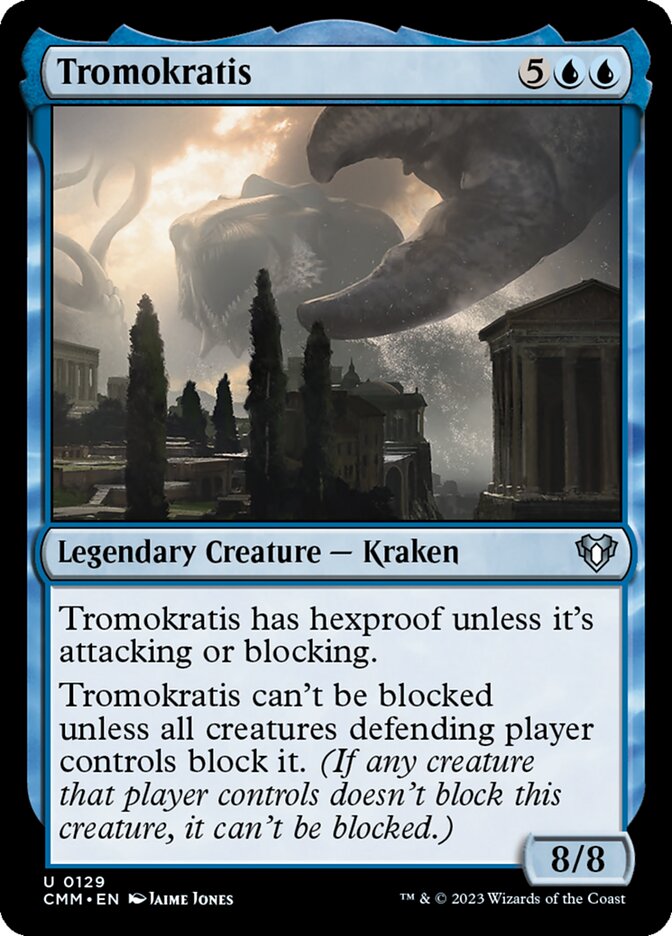 Tromokratis 5
Legendary Creature — Kraken
Tromokratis has hexproof unless it's
attacking or blocking.
Tromokratis can't be blocked
unless all creatures defending player
controls block it. (If any creature
that player controls doesn't block this
creature, it can't be blocked.)
8/8
U 0129
CMM • EN Jaime Jones
™ & © 2023 Wizards of the Coast